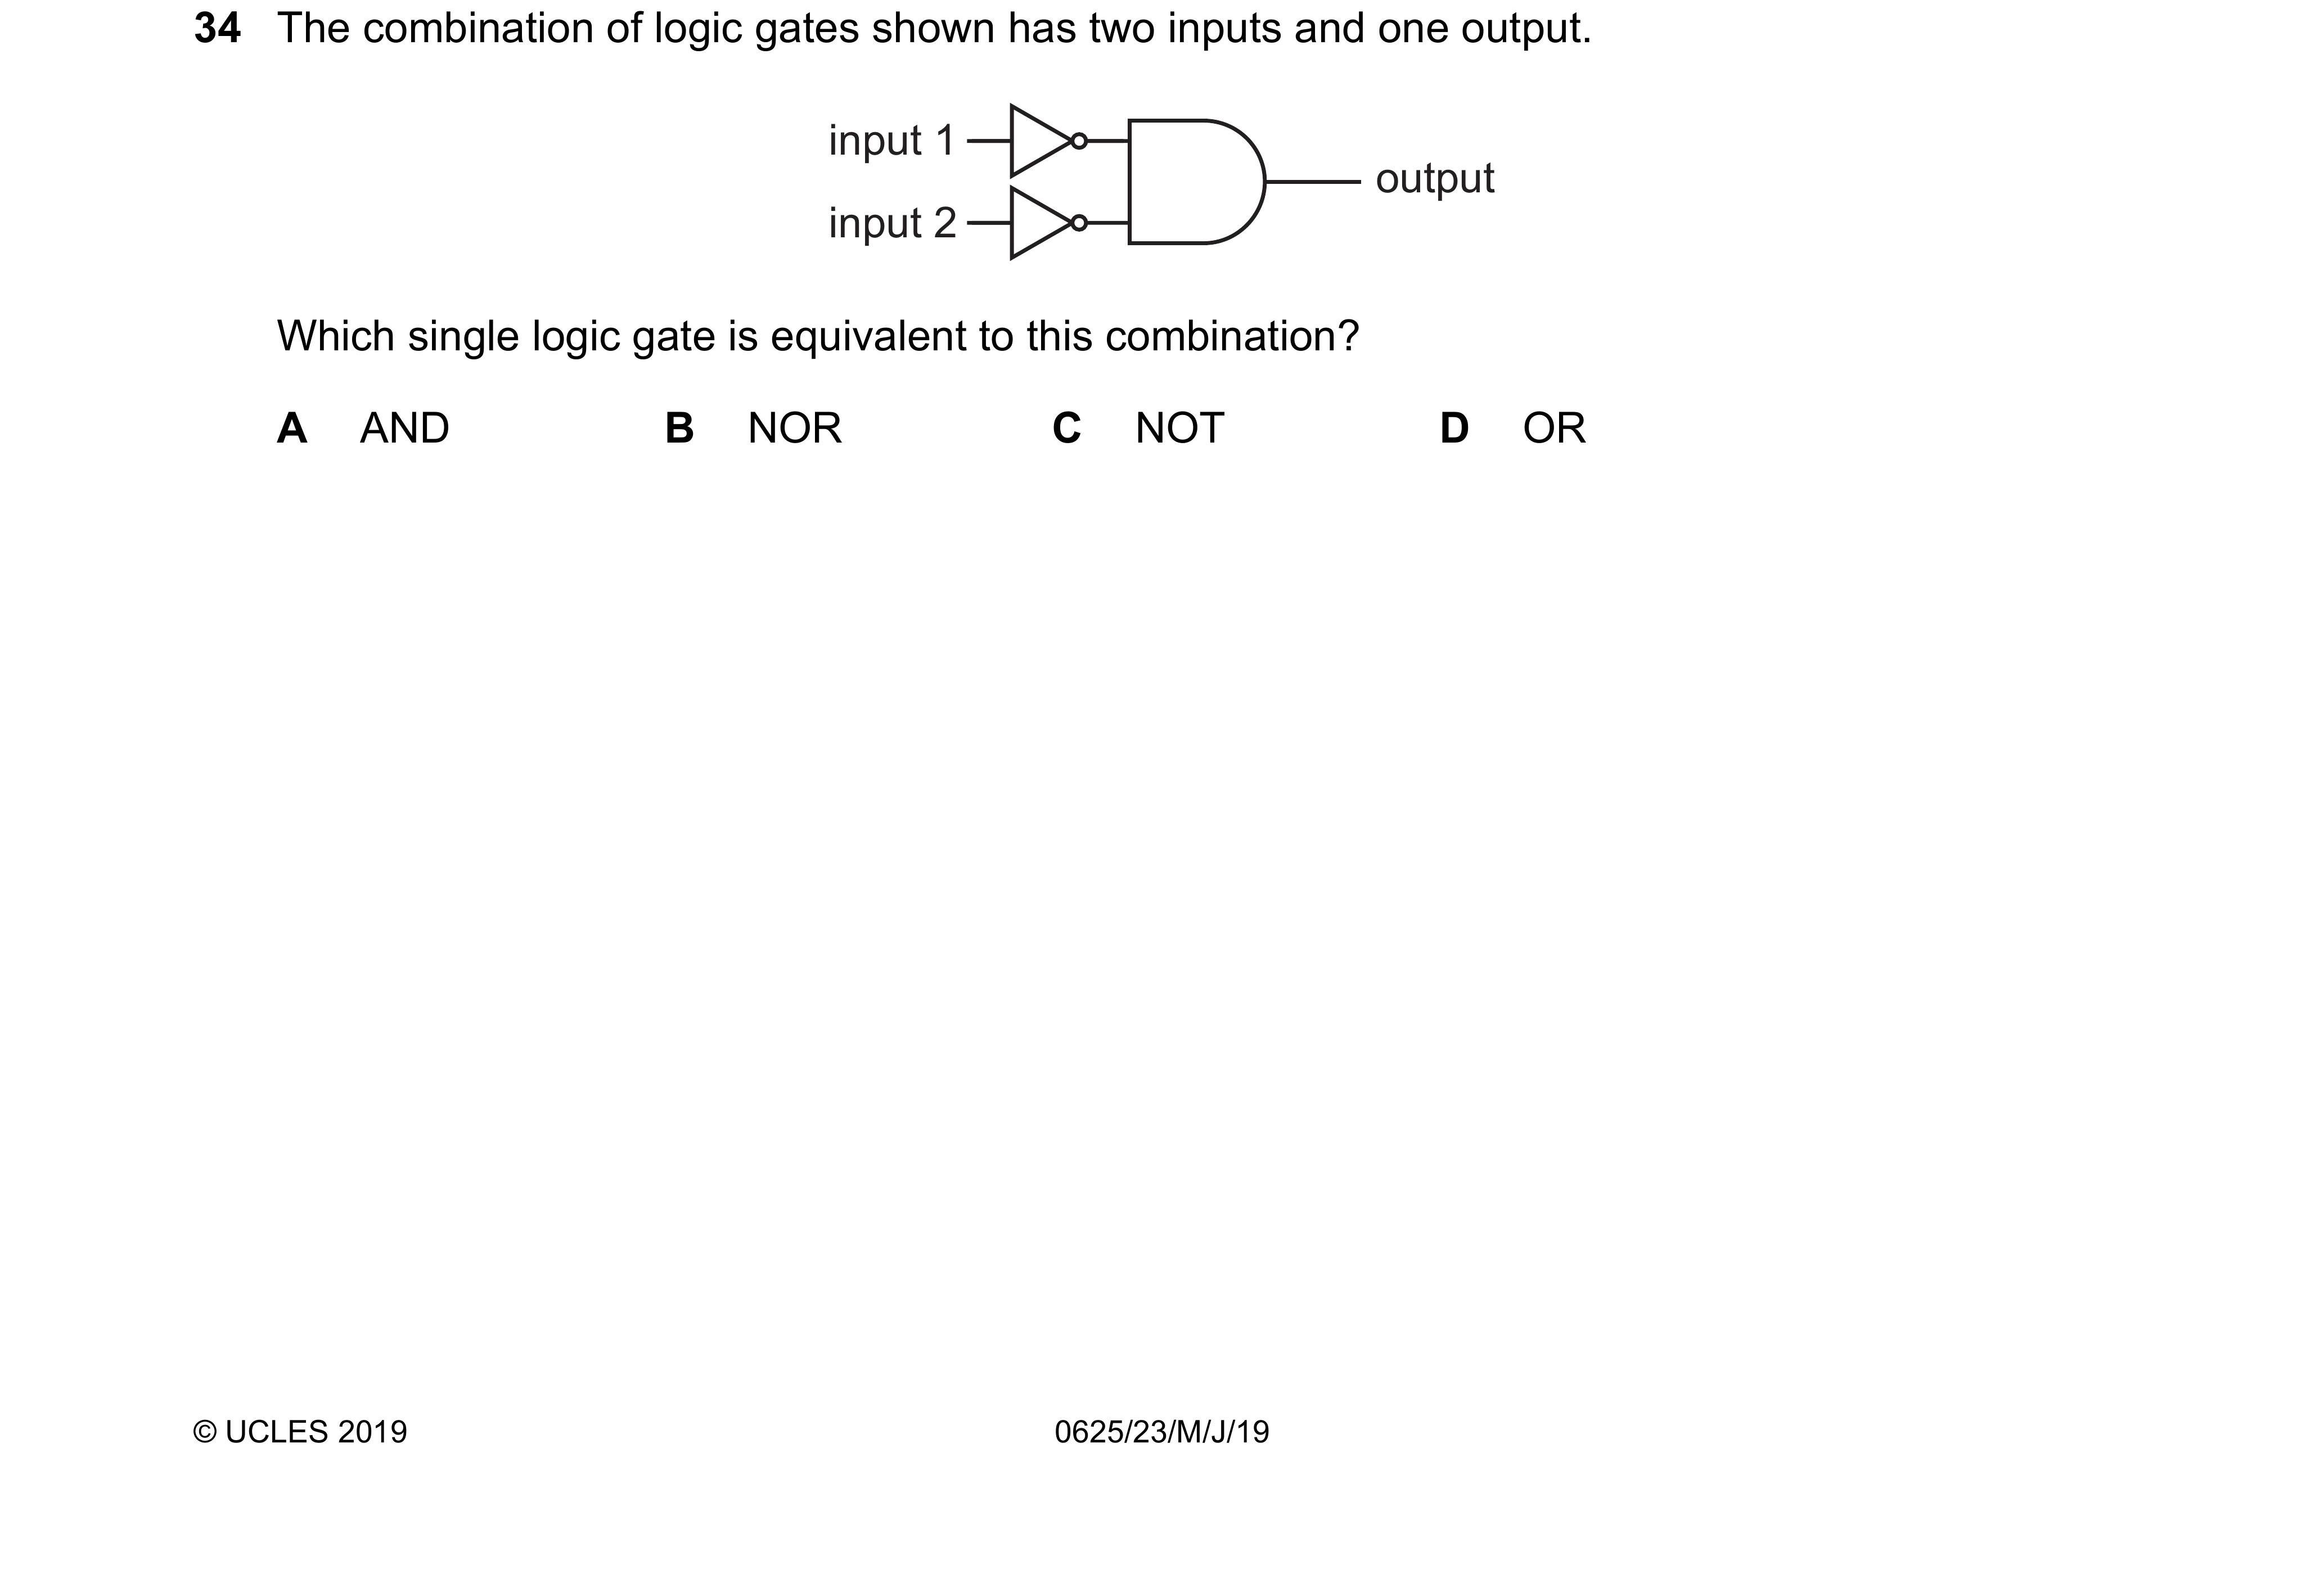 34 The combination of logic gates shown has two inputs and one output.
input 1
output
input 2
Which single logic gate is equivalent to this combination?
A AND B NOR C NOT D OR
© UCLES 2019 0625/23/M/J/19